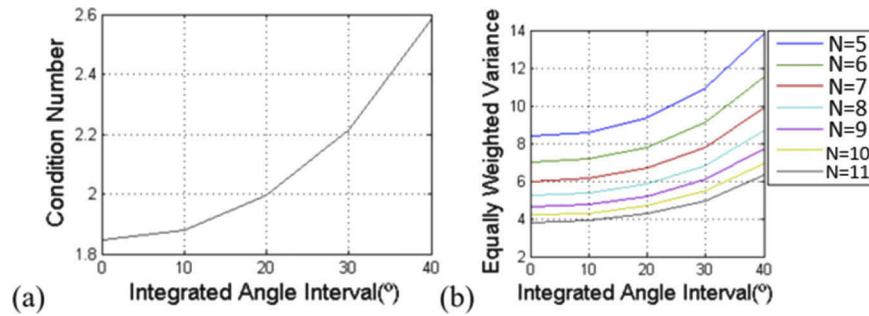 2.6
2.4
2.2
2
1.8
Condition Number
0 10 20 30 40
Integrated Angle Interval(º)
(a)
14
12
10
8
6
4
2
Equally Weighted Variance
0 10 20 30 40
Integrated Angle Interval(º)
(b)
N=5
N=6
N=7
N=8
N=9
N=10
N=11